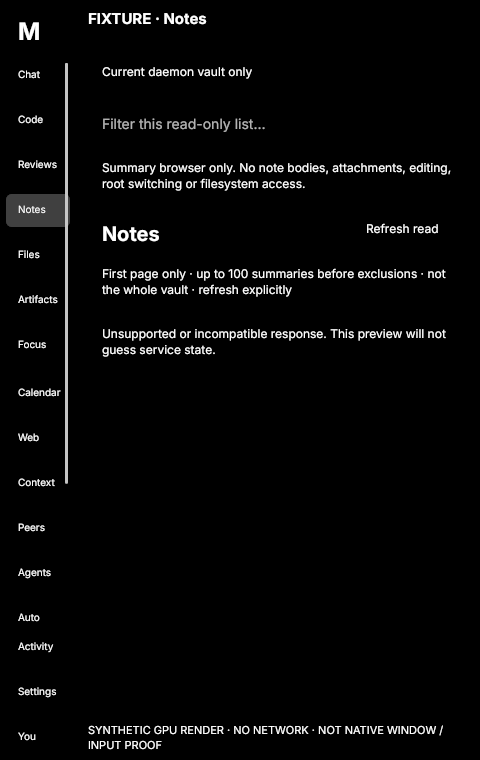 M
FIXTURE · Notes
Chat
Code
Reviews
Notes
Files
Artifacts
Focus
Calendar
Web
Context
Peers
Agents
Auto
Activity
Settings
You
Current daemon vault only
Filter this read-only list...
Summary browser only. No note bodies, attachments, editing,
root switching or filesystem access.
Notes
Refresh read
First page only · up to 100 summaries before exclusions · not
the whole vault · refresh explicitly
Unsupported or incompatible response. This preview will not
guess service state.
SYNTHETIC GPU RENDER · NO NETWORK · NOT NATIVE WINDOW /
INPUT PROOF